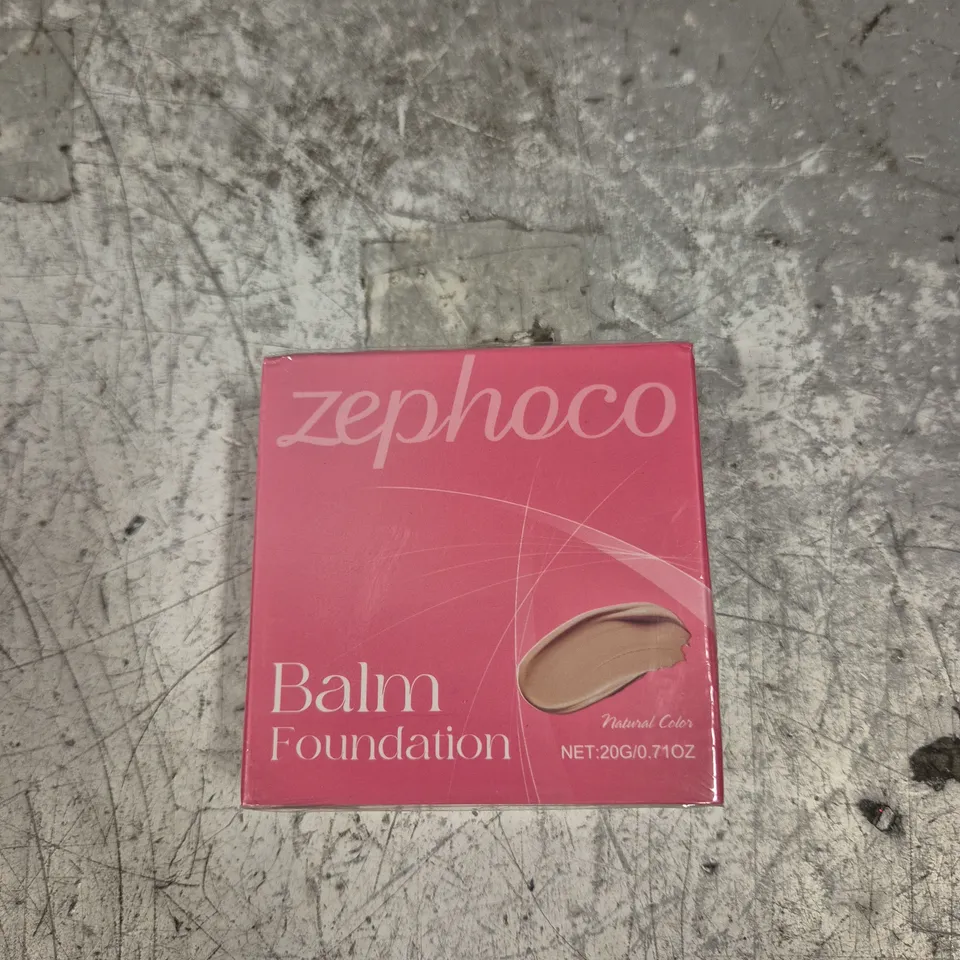 zephoco
Balm
Foundation
Natural Color
NET:20G/0.71OZ